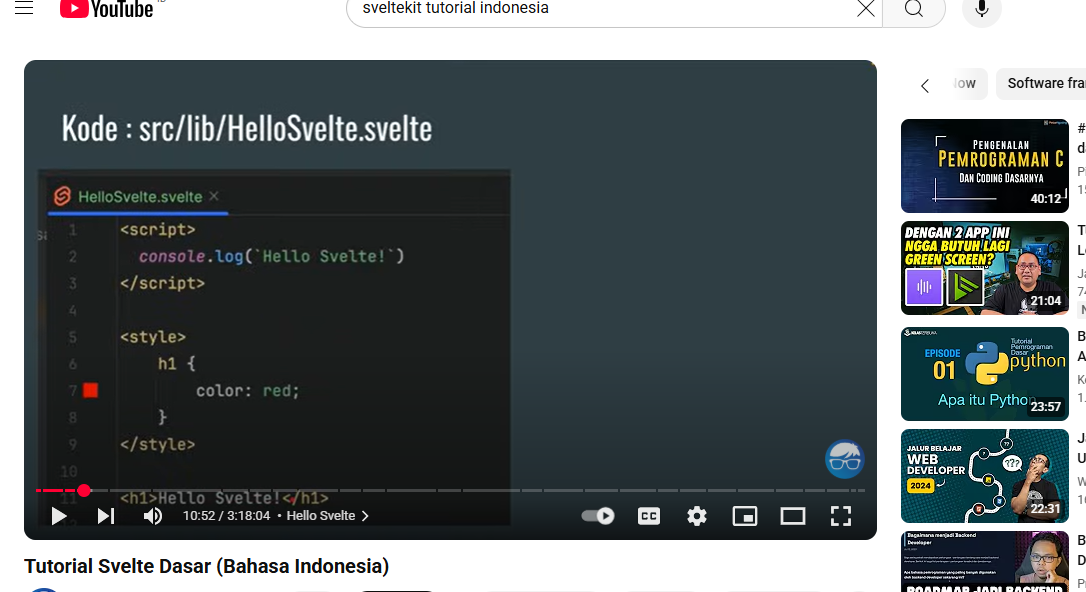 YouTube
ID
sveltekit tutorial indonesia
Kode : src/lib/HelloSvelte.svelte
HelloSvelte.svelte
1 <script>
2 console.log(`Hello Svelte!`)
3 </script>
4
5 <style>
6 h1 {
7 color: red;
8 }
9 </style>
10
11 <h1>Hello Svelte!</h1>
10:52 / 3:18:04 • Hello Svelte
CC
Tutorial Svelte Dasar (Bahasa Indonesia)
Software fra
PENGENALAN
PEMROGRAMAN C
DAN CODING DASARNYA
40:12
DENGAN 2 APP INI
NGGA BUTUH LAGI
GREEN SCREEN?
21:04
EPISODE
01
Tutorial
Pemrograman
Dasar
python
Apa itu Python
23:57
JALUR BELAJAR
WEB
DEVELOPER
2024
???
22:31
Bagaimana menjadi Backend
Developer
ROADMAP JADI BACKEND